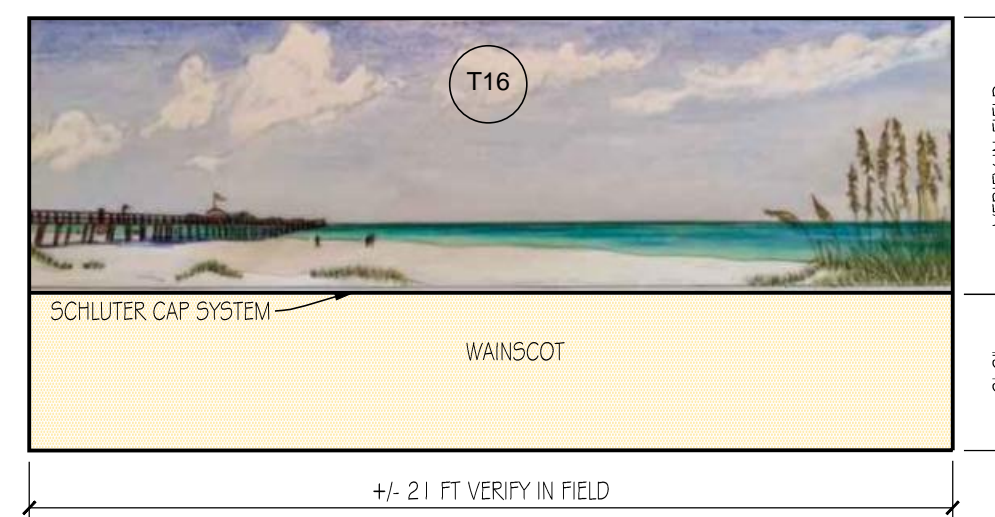 T16
SCHLUTER CAP SYSTEM
WAINSCOT
+/- 21 FT VERIFY IN FIELD